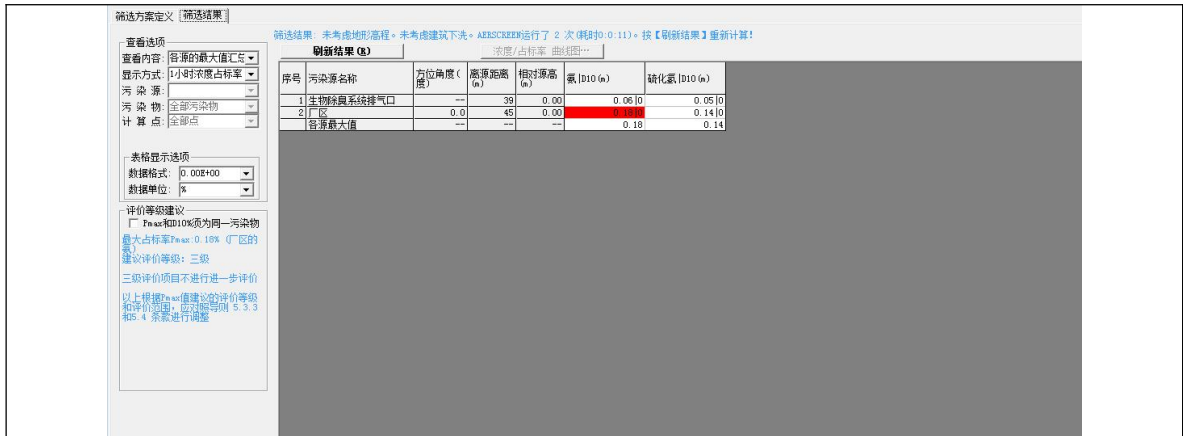 筛选方案定义 筛选结果
筛选结果: 未考虑地形高程。未考虑建筑下洗。AERSCREEN运行了 2 次(耗时0:0:11)。按【刷新结果】重新计算!
查看选项
查看内容: 各源的最大值汇总
显示方式: 1小时浓度占标率
污 染 源:
污 染 物: 全部污染物
计 算 点: 全部点
表格显示选项
数据格式: 0.00E+00
数据单位: %
评价等级建议
Pmax和D10%须为同一污染物
最大占标率Pmax:0.18% (厂区的
氨)
建议评价等级: 三级
三级评价项目不进行进一步评价
以上根据Pmax值建议的评价等级
和评价范围,应对照导则 5.3.3
和5.4 条款进行调整
刷新结果(R) 浓度/占标率 曲线图…
序号 污染源名称 方位角度(度) 离源距离(m) 相对源高(m) 氨|D10(m) 硫化氢|D10(m)
1 生物除臭系统排气口 -- 39 0.00 0.06|0 0.05|0
2 厂区 0.0 45 0.00 0.18|0 0.14|0
各源最大值 -- -- -- 0.18 0.14